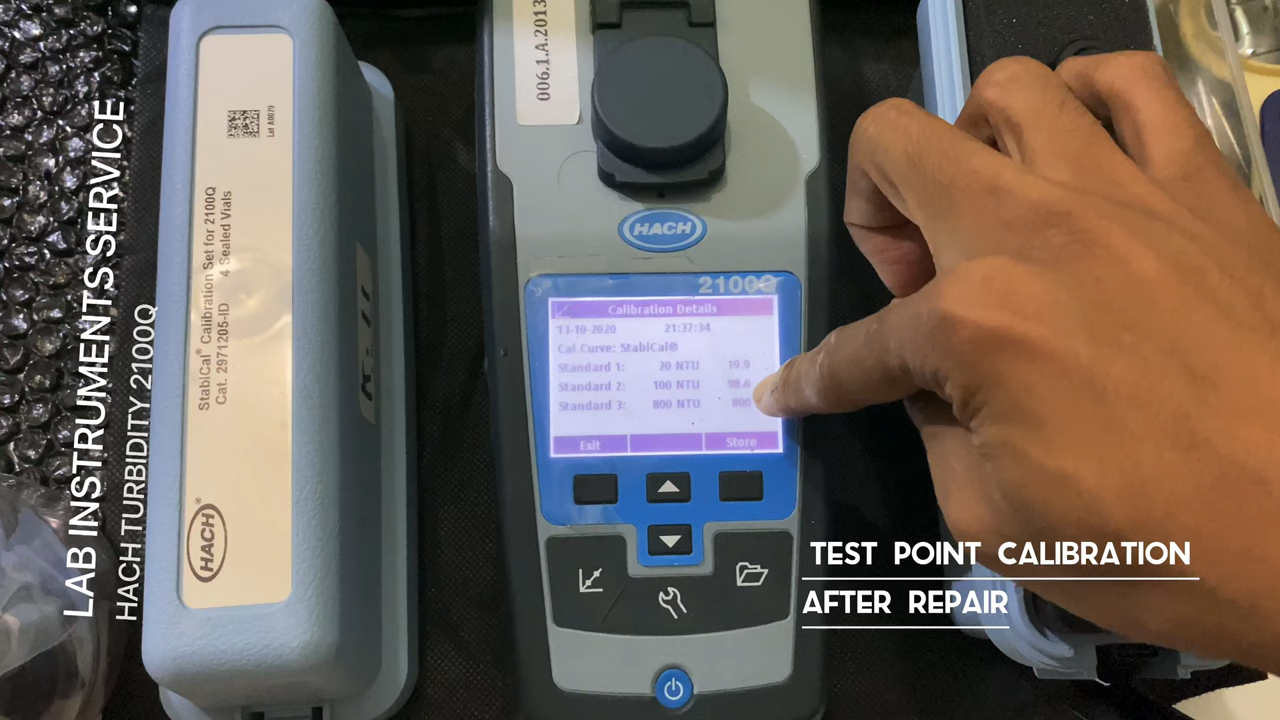 LAB INSTRUMENTS SERVICE
HACH TURBIDITY 2100Q
Lot A0079
StablCal® Calibration Set for 2100Q
Cat. 2971205-ID 4 Sealed Vials
HACH®
006.1.A.2013
HACH
2100Q
Calibration Details
13-10-2020 21:37:34
Cal Curve: StablCal®
Standard 1: 20 NTU 19.9
Standard 2: 100 NTU 98.6
Standard 3: 800 NTU 800
Exit Store
TEST POINT CALIBRATION
AFTER REPAIR